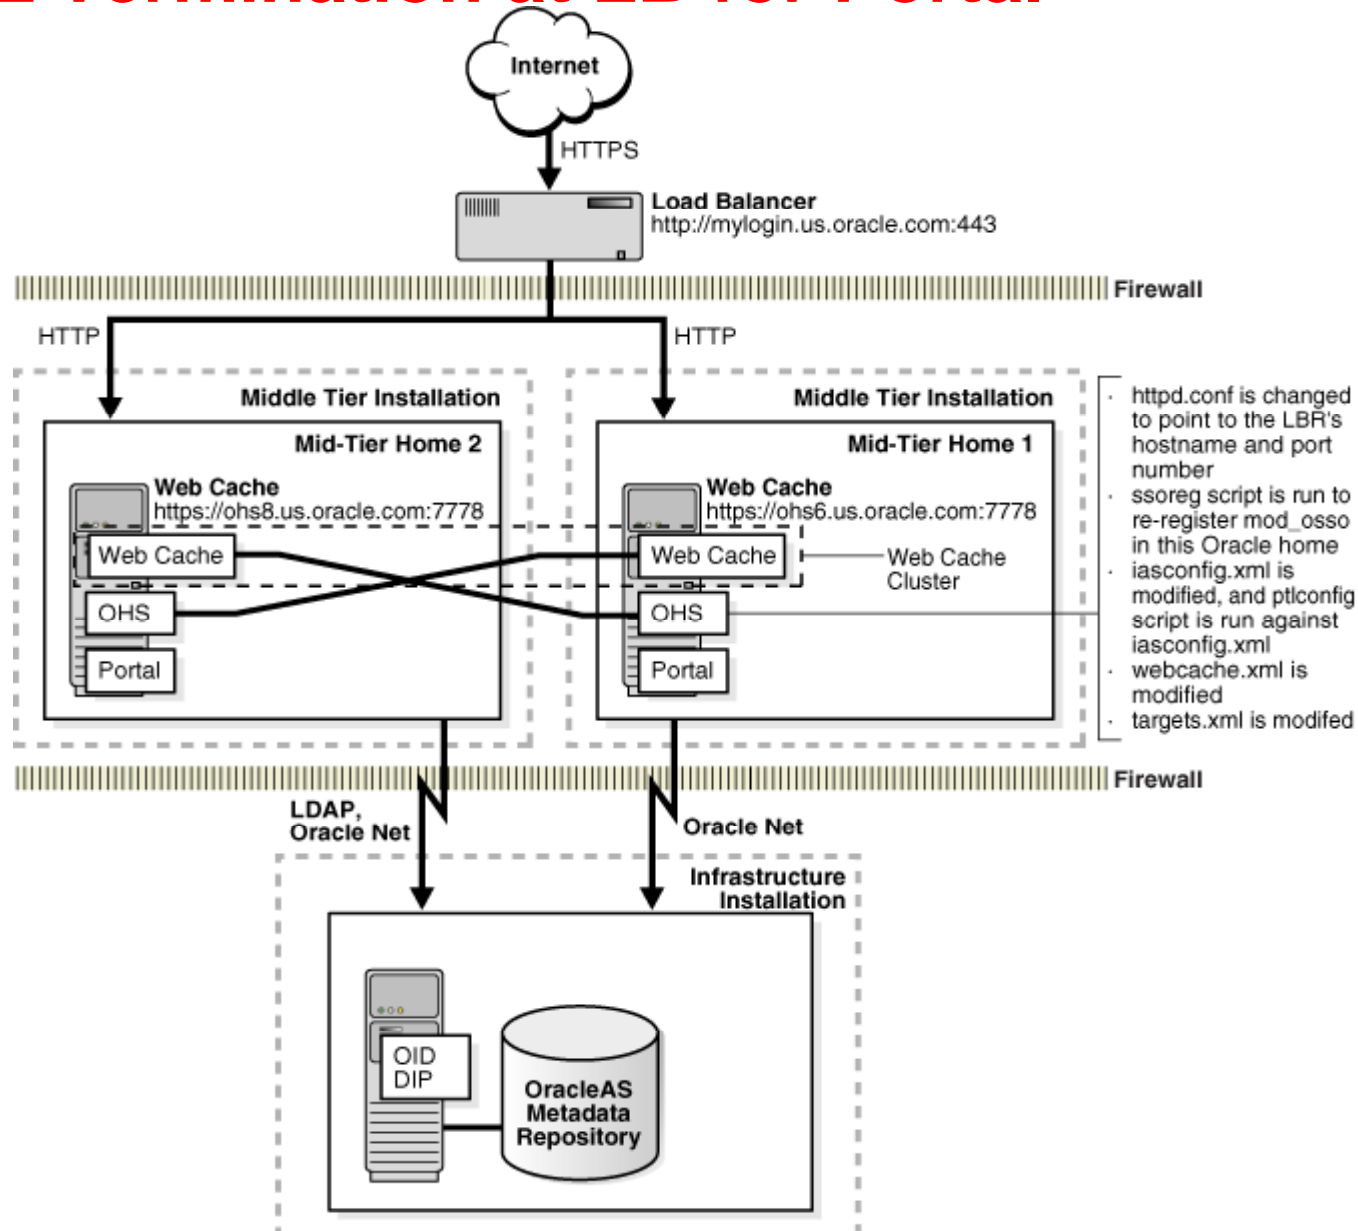 Termination at LB for Portal
Internet
HTTPS
Load Balancer
http://mylogin.us.oracle.com:443
Firewall
HTTP
HTTP
Middle Tier Installation
Middle Tier Installation
Mid-Tier Home 2
Mid-Tier Home 1
Web Cache
https://ohs8.us.oracle.com:7778
Web Cache
https://ohs6.us.oracle.com:7778
Web Cache
Web Cache
Web Cache
Cluster
OHS
OHS
Portal
Portal
· httpd.conf is changed
to point to the LBR's
hostname and port
number
· ssoreg script is run to
re-register mod_osso
in this Oracle home
· iasconfig.xml is
modified, and ptlconfig
script is run against
iasconfig.xml
· webcache.xml is
modified
· targets.xml is modifed
Firewall
LDAP,
Oracle Net
Oracle Net
Infrastructure
Installation
OID
DIP
OracleAS
Metadata
Repository